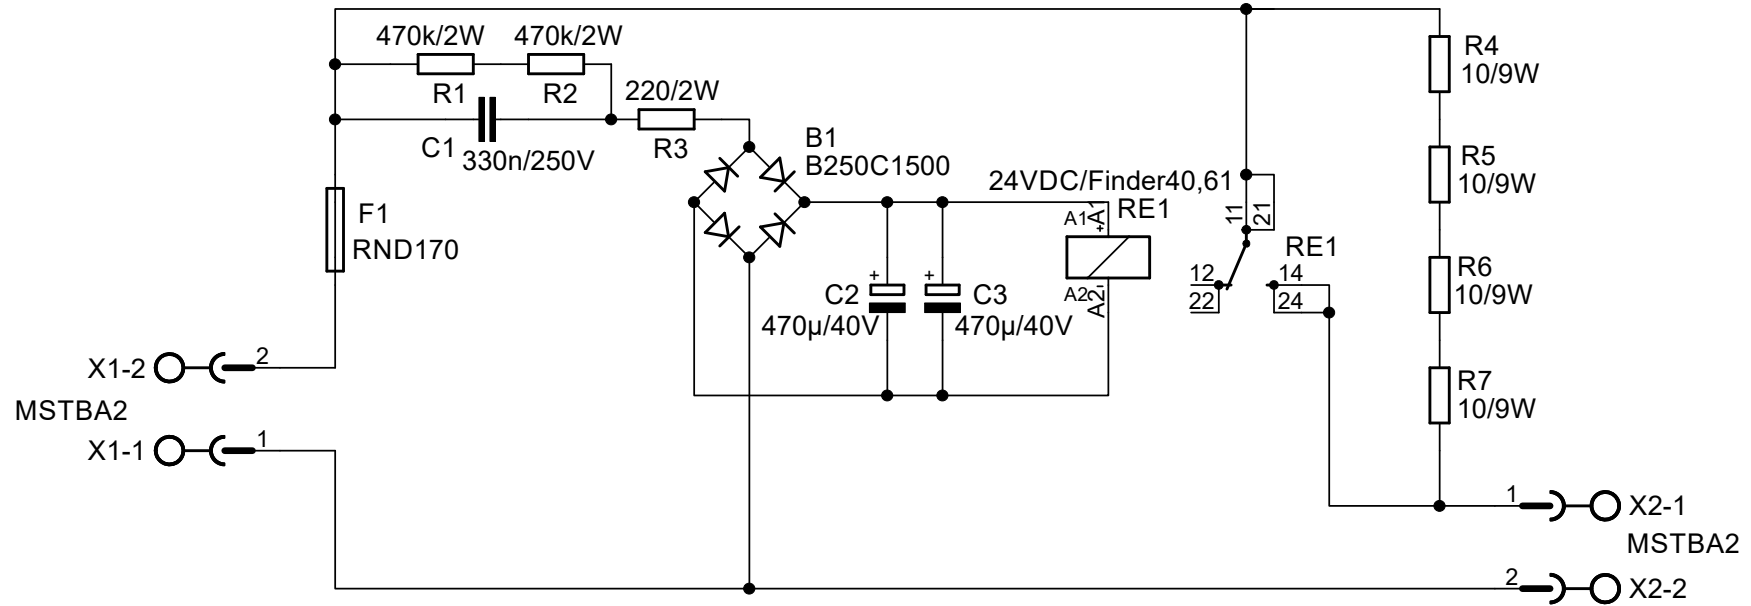 470k/2W 470k/2W
R1 R2
220/2W
C1 330n/250V
R3
B1
B250C1500
F1
RND170
24VDC/Finder40,61
A1 +A1 RE1
A2 A2-
C2
470µ/40V
C3
470µ/40V
11 21
RE1
12 14
22 24
R4
10/9W
R5
10/9W
R6
10/9W
R7
10/9W
X1-2 2
MSTBA2
X1-1 1
1 X2-1
MSTBA2
2 X2-2